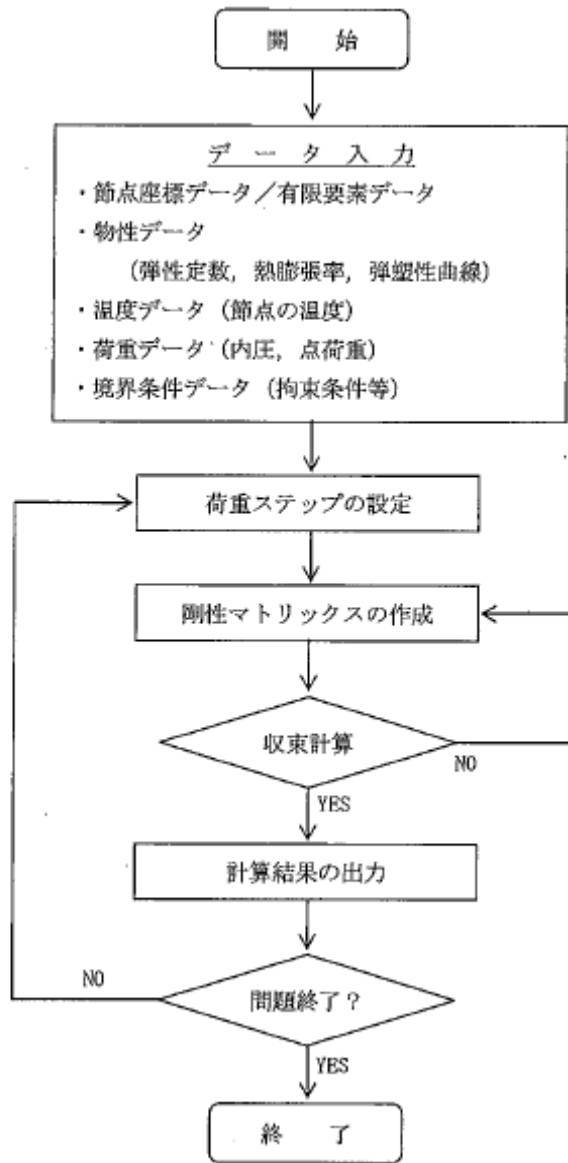 開 始
デ ー タ 入 力
・節点座標データ／有限要素データ
・物性データ
（弾性定数，熱膨張率，弾塑性曲線）
・温度データ（節点の温度）
・荷重データ（内圧，点荷重）
・境界条件データ（拘束条件等）
荷重ステップの設定
剛性マトリックスの作成
収束計算
NO
YES
計算結果の出力
NO
問題終了？
YES
終 了